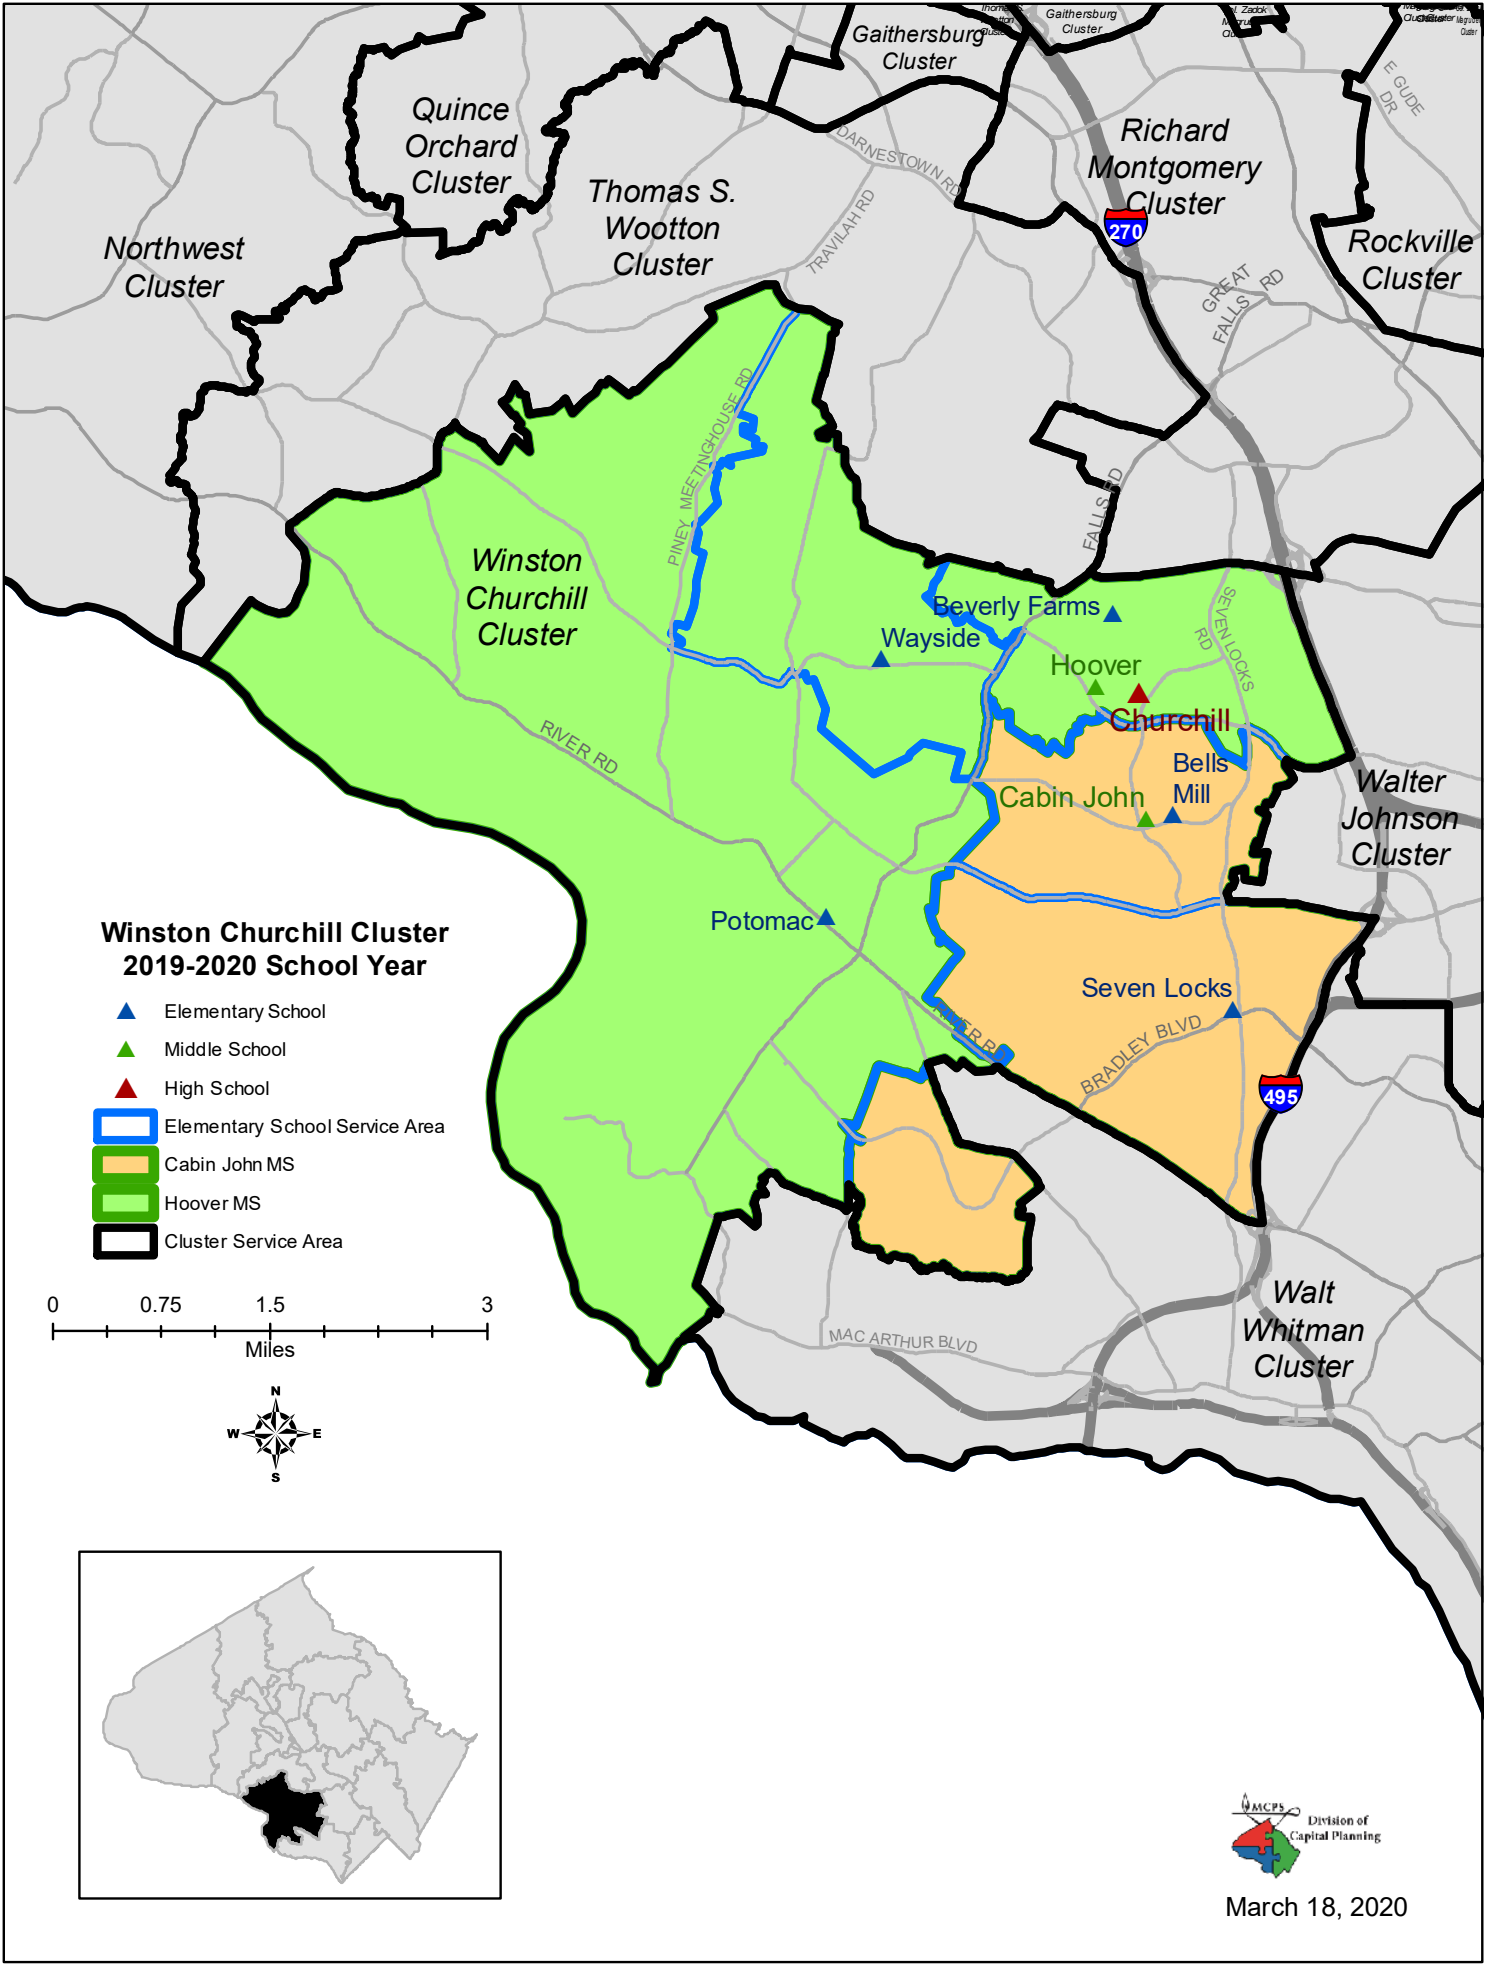 Gaithersburg
Cluster
Gaithersburg
Cluster
Quince
Orchard
Cluster
Richard
Montgomery
Cluster
E GUDE
DR
DARNESTOWN RD
Thomas S.
Wootton
Cluster
TRAVILAH RD
270
Northwest
Cluster
Rockville
Cluster
GREAT
FALLS RD
PINEY MEETINGHOUSE RD
FALLS RD
Winston
Churchill
Cluster
Beverly Farms
SEVEN LOCKS
RD
Wayside
Hoover
Churchill
RIVER RD
Bells
Mill
Cabin John
Walter
Johnson
Cluster
Potomac
Seven Locks
RIVER RD
BRADLEY BLVD
495
Winston Churchill Cluster
2019-2020 School Year
Elementary School
Middle School
High School
Elementary School Service Area
Cabin John MS
Hoover MS
Cluster Service Area
0 0.75 1.5 3
Miles
N
W E
S
Walt
Whitman
Cluster
MAC ARTHUR BLVD
MCPS
Division of
Capital Planning
March 18, 2020